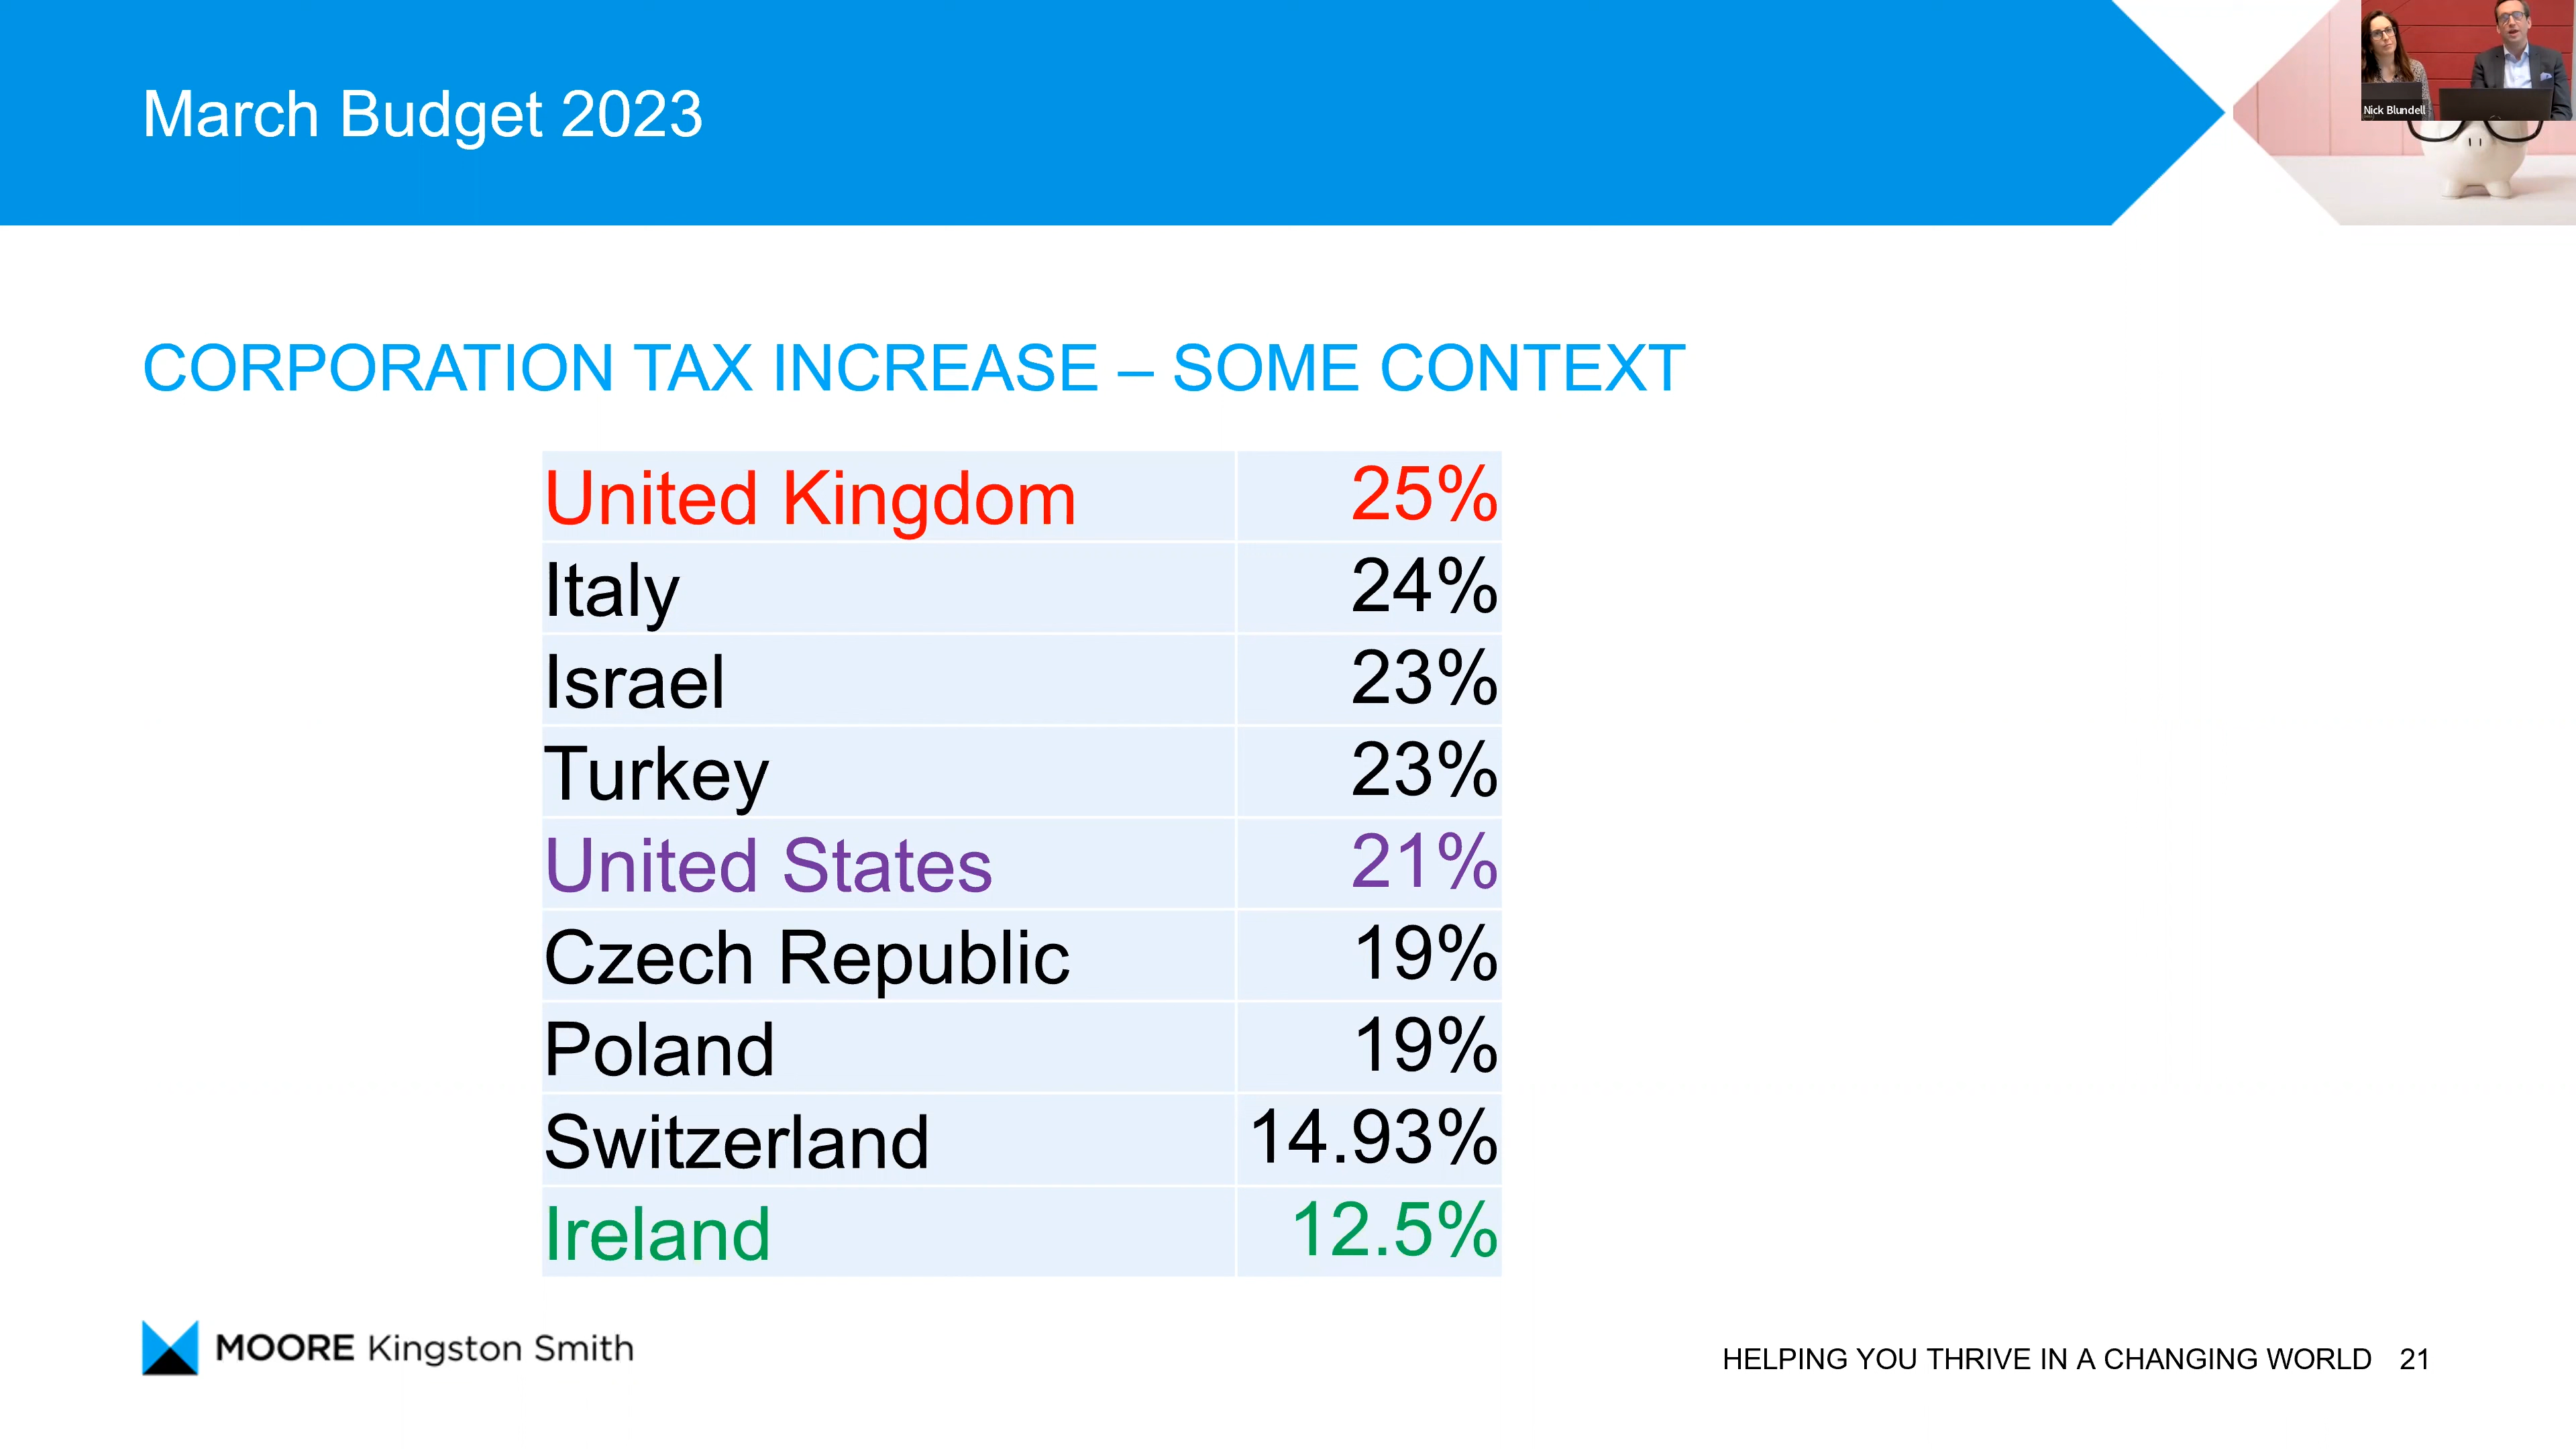 March Budget 2023
Nick Blundell
CORPORATION TAX INCREASE – SOME CONTEXT
United Kingdom 25%
Italy 24%
Israel 23%
Turkey 23%
United States 21%
Czech Republic 19%
Poland 19%
Switzerland 14.93%
Ireland 12.5%
MOORE Kingston Smith
HELPING YOU THRIVE IN A CHANGING WORLD 21